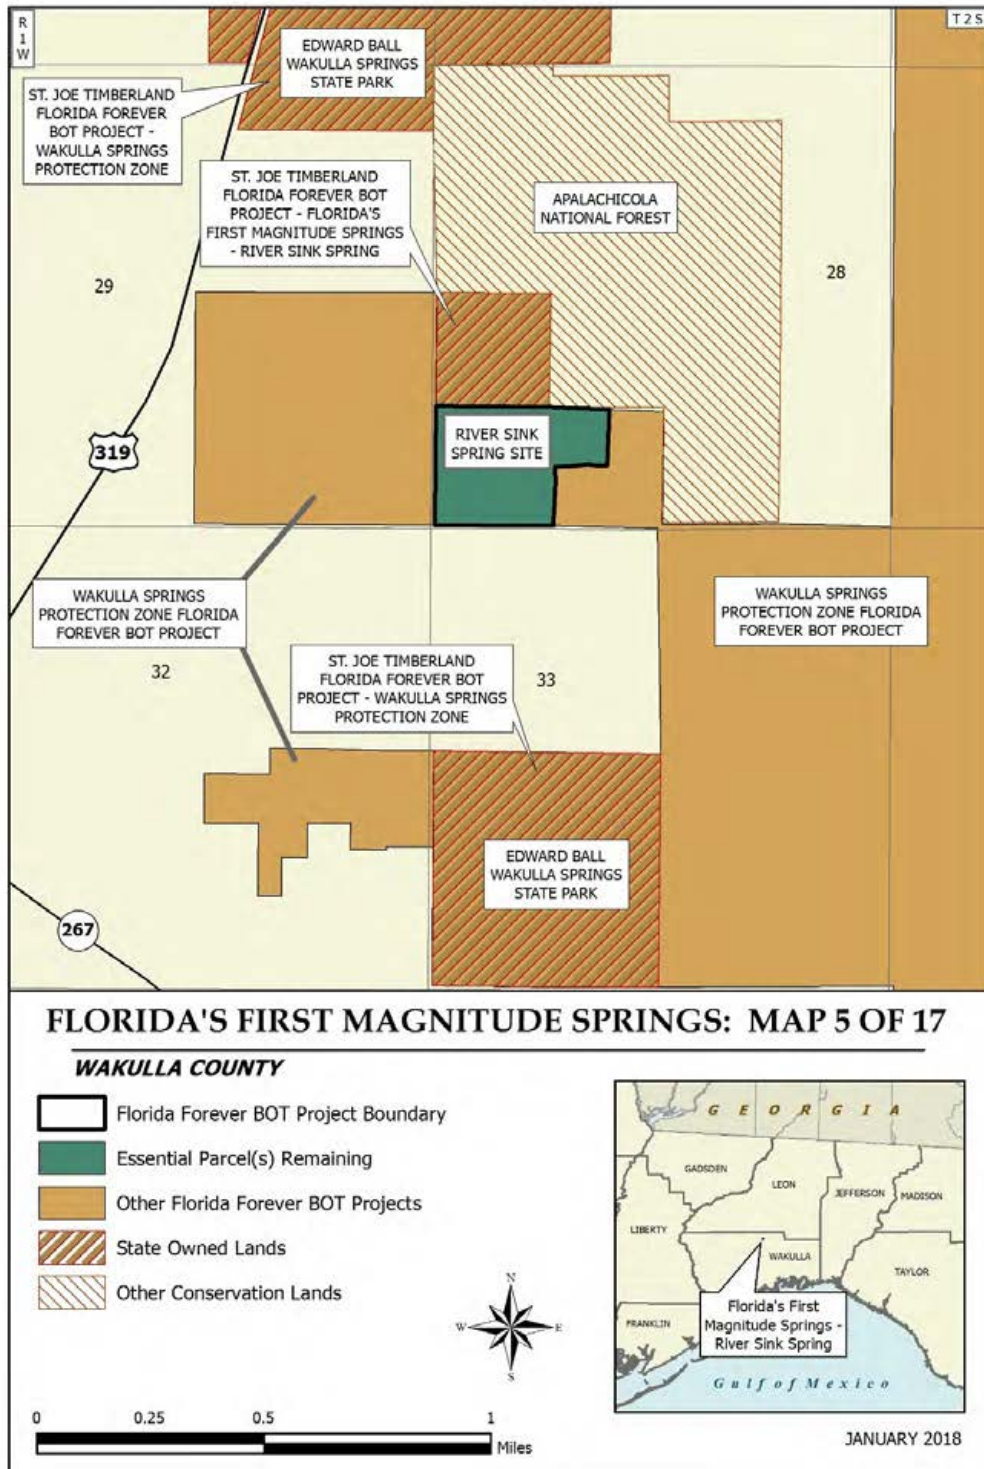 R
1
W
T 2 S
EDWARD BALL
WAKULLA SPRINGS
STATE PARK
ST. JOE TIMBERLAND
FLORIDA FOREVER
BOT PROJECT -
WAKULLA SPRINGS
PROTECTION ZONE
ST. JOE TIMBERLAND
FLORIDA FOREVER BOT
PROJECT - FLORIDA'S
FIRST MAGNITUDE SPRINGS
- RIVER SINK SPRING
APALACHICOLA
NATIONAL FOREST
29
28
319
RIVER SINK
SPRING SITE
WAKULLA SPRINGS
PROTECTION ZONE FLORIDA
FOREVER BOT PROJECT
WAKULLA SPRINGS
PROTECTION ZONE FLORIDA
FOREVER BOT PROJECT
32
ST. JOE TIMBERLAND
FLORIDA FOREVER BOT
PROJECT - WAKULLA SPRINGS
PROTECTION ZONE
33
EDWARD BALL
WAKULLA SPRINGS
STATE PARK
267
FLORIDA'S FIRST MAGNITUDE SPRINGS: MAP 5 OF 17
WAKULLA COUNTY
Florida Forever BOT Project Boundary
Essential Parcel(s) Remaining
Other Florida Forever BOT Projects
State Owned Lands
Other Conservation Lands
N
W E
S
0 0.25 0.5 1
Miles
GEORGIA
GADSDEN
LEON
JEFFERSON
MADISON
LIBERTY
WAKULLA
TAYLOR
FRANKLIN
Florida's First
Magnitude Springs -
River Sink Spring
Gulf of Mexico
JANUARY 2018